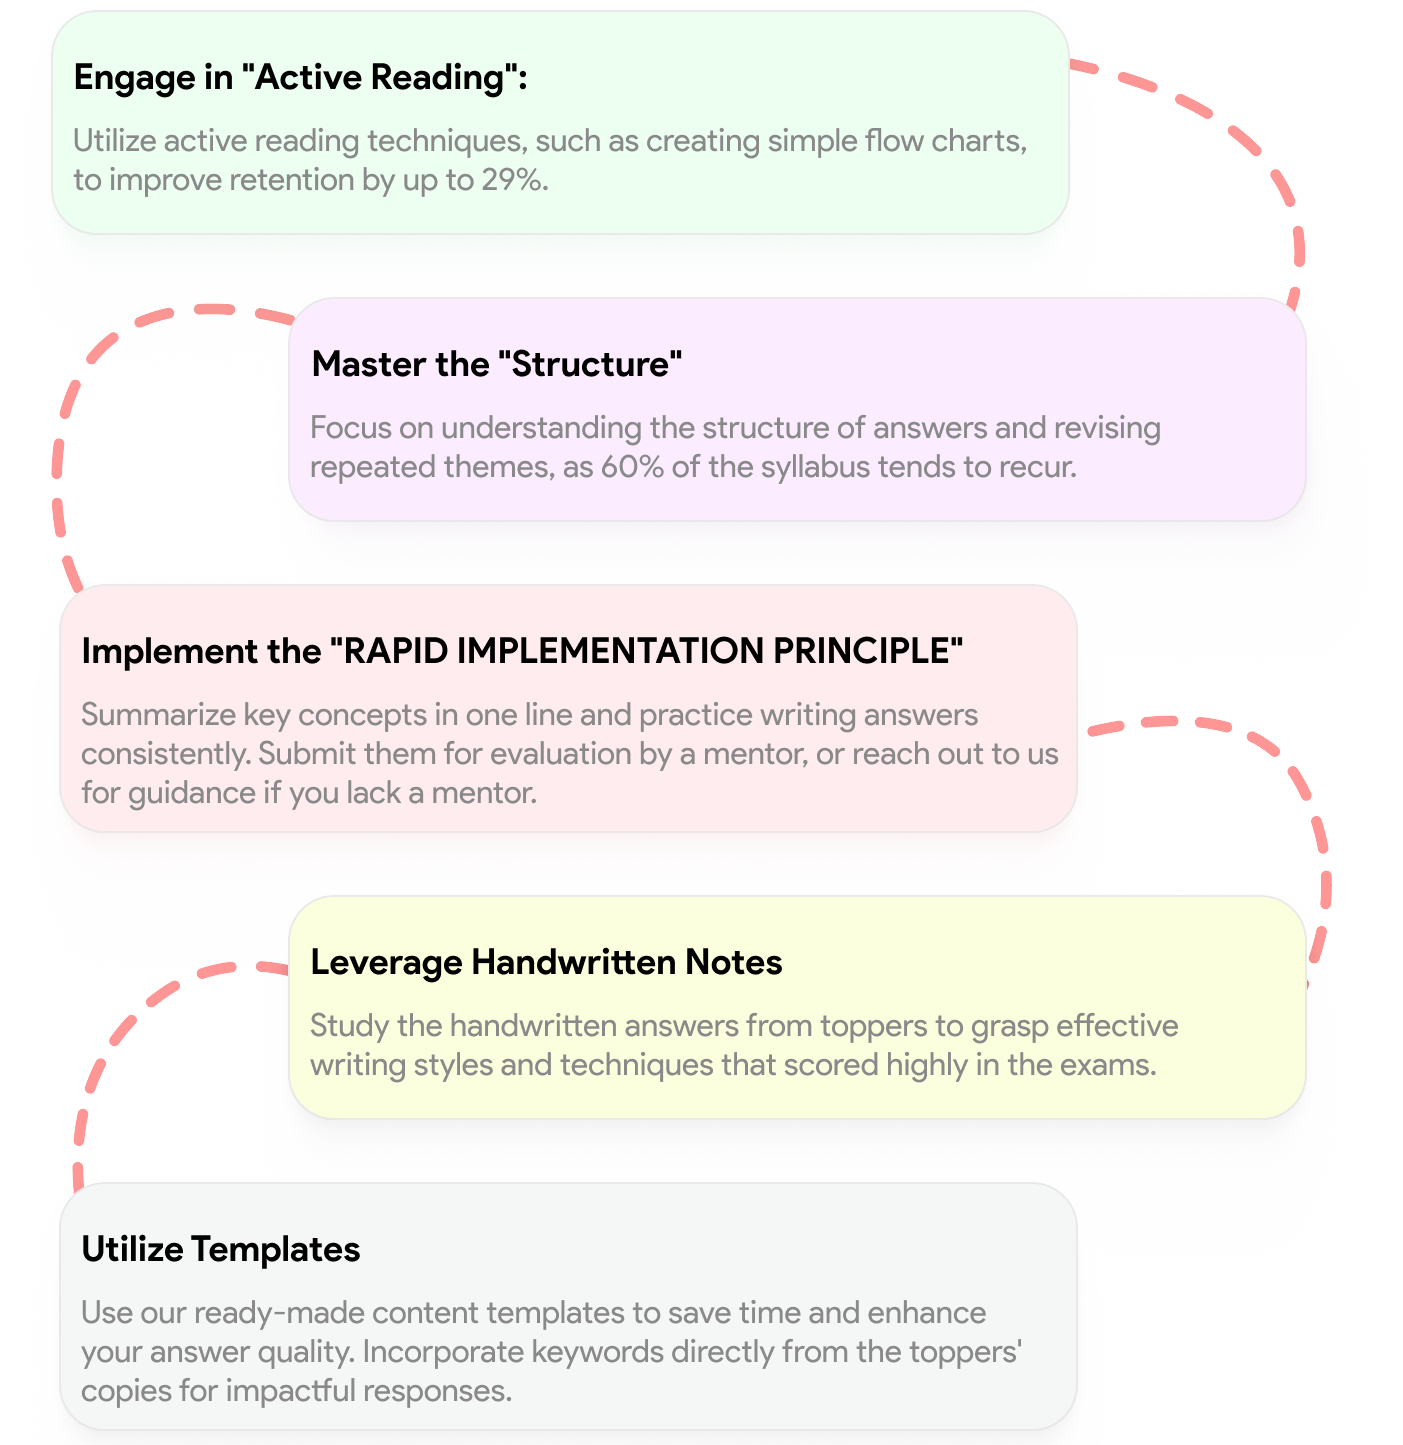 Engage in "Active Reading":
Utilize active reading techniques, such as creating simple flow charts,
to improve retention by up to 29%.
Master the "Structure"
Focus on understanding the structure of answers and revising
repeated themes, as 60% of the syllabus tends to recur.
Implement the "RAPID IMPLEMENTATION PRINCIPLE"
Summarize key concepts in one line and practice writing answers
consistently. Submit them for evaluation by a mentor, or reach out to us
for guidance if you lack a mentor.
Leverage Handwritten Notes
Study the handwritten answers from toppers to grasp effective
writing styles and techniques that scored highly in the exams.
Utilize Templates
Use our ready-made content templates to save time and enhance
your answer quality. Incorporate keywords directly from the toppers'
copies for impactful responses.